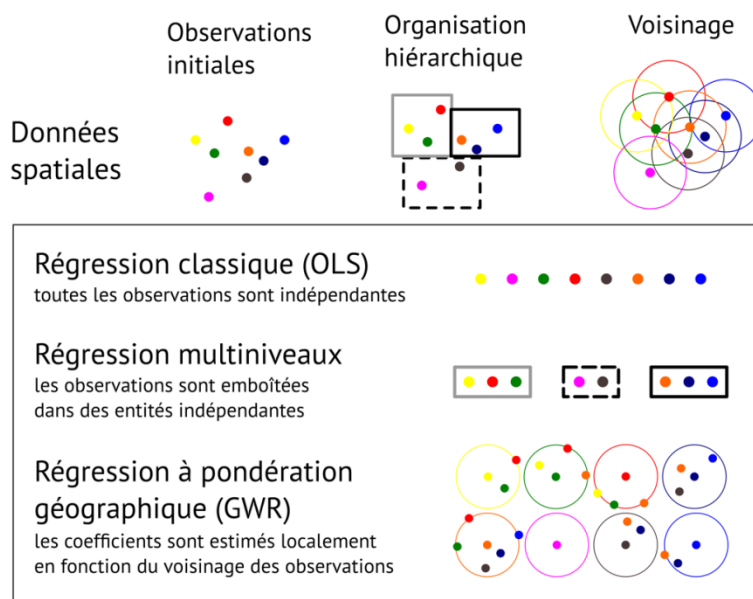 Observations
initiales
Organisation
hiérarchique
Voisinage
Données
spatiales
Régression classique (OLS)
toutes les observations sont indépendantes
Régression multiniveaux
les observations sont emboîtées
dans des entités indépendantes
Régression à pondération
géographique (GWR)
les coefficients sont estimés localement
en fonction du voisinage des observations